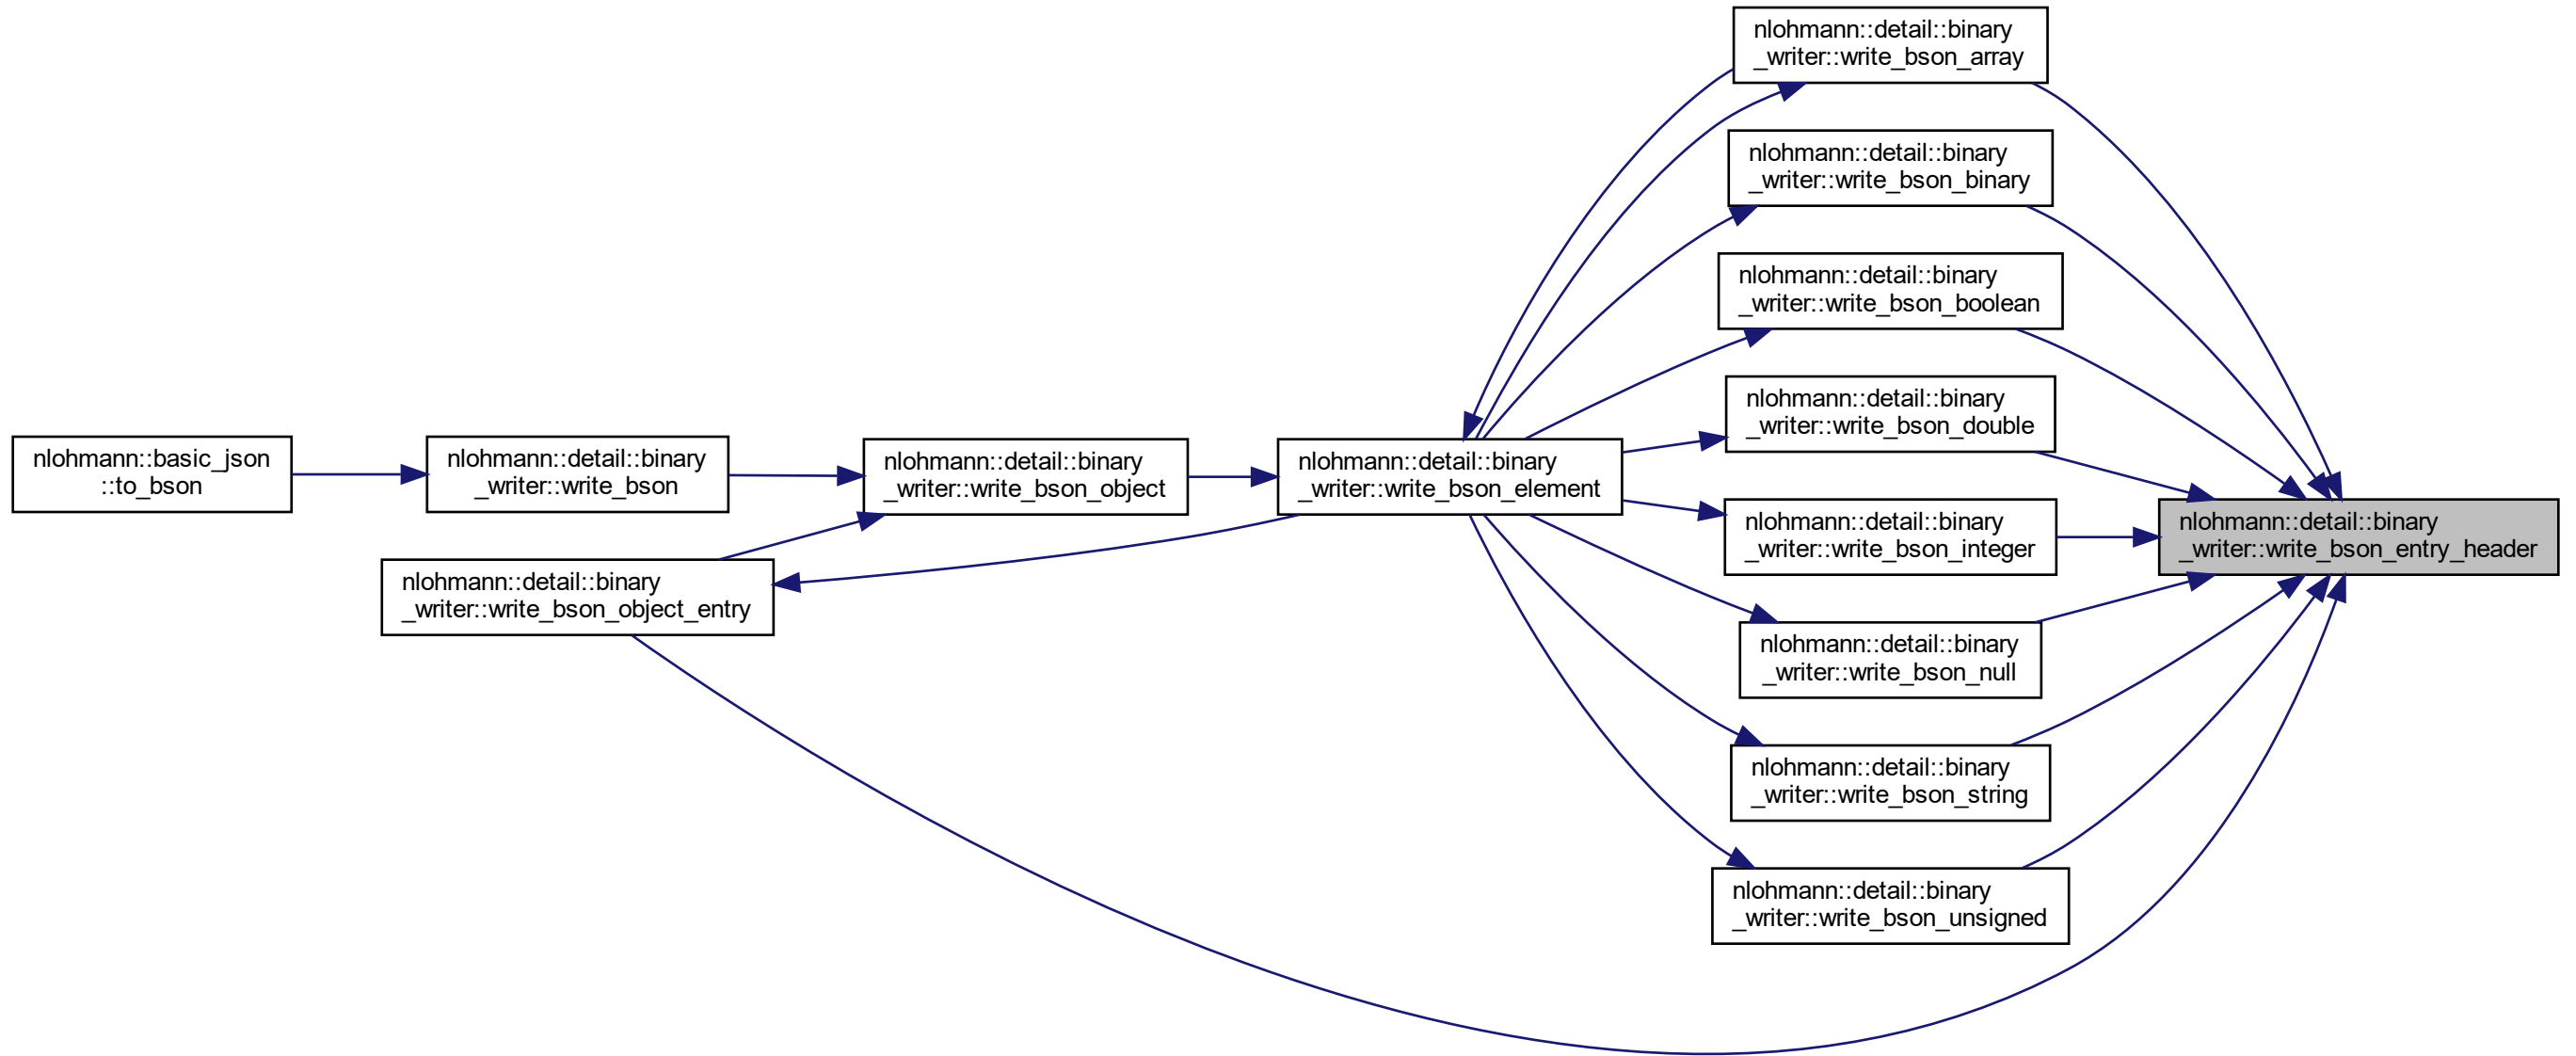 nlohmann::basic_json
::to_bson
nlohmann::detail::binary
_writer::write_bson
nlohmann::detail::binary
_writer::write_bson_object_entry
nlohmann::detail::binary
_writer::write_bson_object
nlohmann::detail::binary
_writer::write_bson_element
nlohmann::detail::binary
_writer::write_bson_array
nlohmann::detail::binary
_writer::write_bson_binary
nlohmann::detail::binary
_writer::write_bson_boolean
nlohmann::detail::binary
_writer::write_bson_double
nlohmann::detail::binary
_writer::write_bson_integer
nlohmann::detail::binary
_writer::write_bson_null
nlohmann::detail::binary
_writer::write_bson_string
nlohmann::detail::binary
_writer::write_bson_unsigned
nlohmann::detail::binary
_writer::write_bson_entry_header